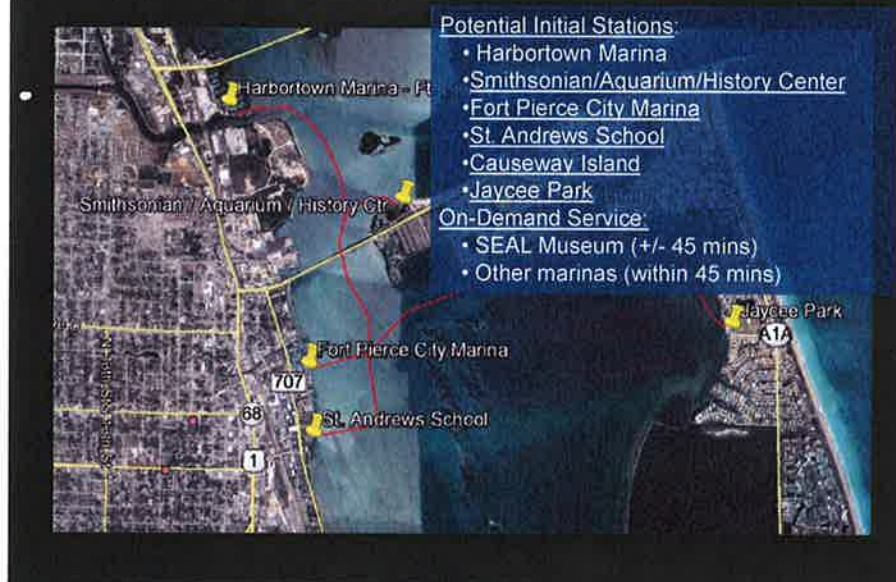 Potential Initial Stations:
• Harbortown Marina
•Smithsonian/Aquarium/History Center
•Fort Pierce City Marina
•St. Andrews School
•Causeway Island
•Jaycee Park
On-Demand Service:
• SEAL Museum (+/- 45 mins)
• Other marinas (within 45 mins)
Harbortown Marina - Ft
Smithsonian / Aquarium / History Ctr
Jaycee Park
A1A
Fort Pierce City Marina
707
68
St. Andrews School
1